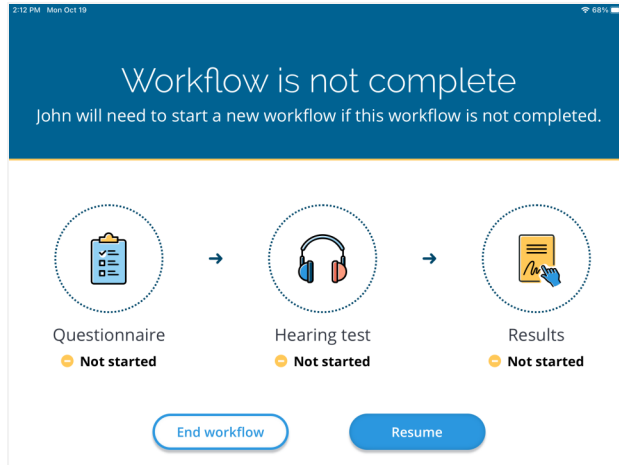 2:12 PM Mon Oct 19 68%
Workflow is not complete
John will need to start a new workflow if this workflow is not completed.
Questionnaire Hearing test Results
Not started Not started Not started
End workflow Resume